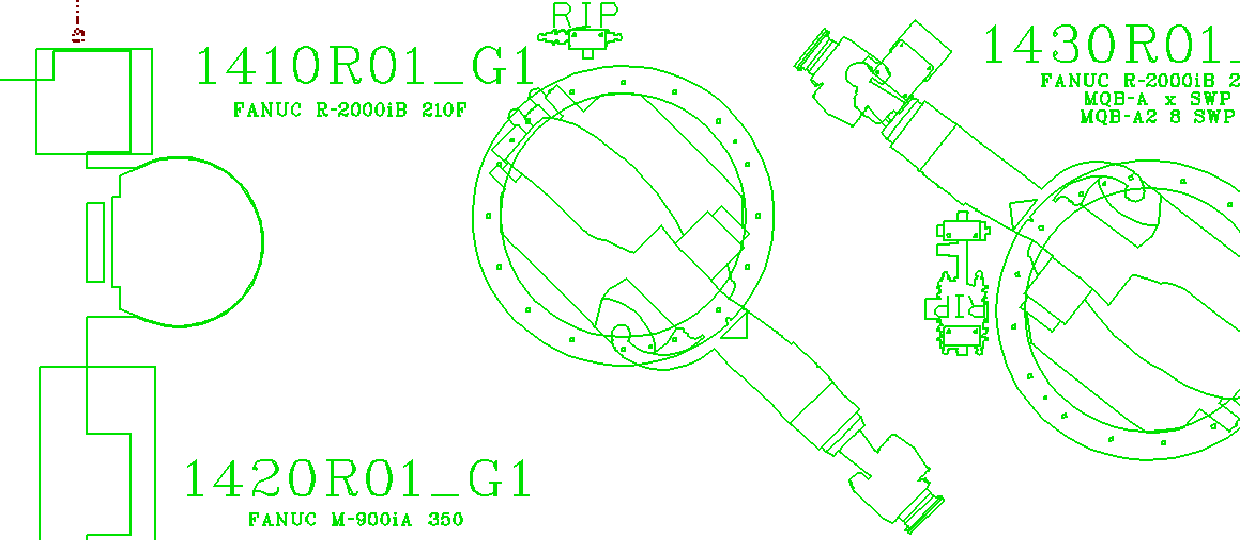 RIP
1410R01_G1
FANUC R-2000iB 210F
1430R01_
FANUC R-2000iB 2
MQB-A x SWP
MQB-A2 8 SWP
RIP
1420R01_G1
FANUC M-900iA 350